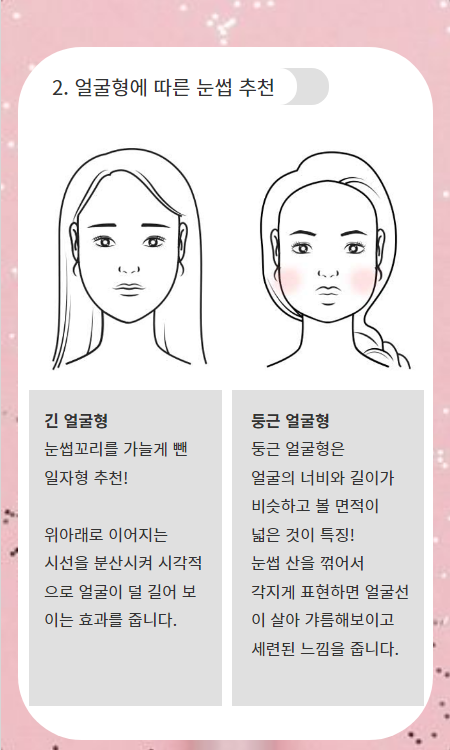 2. 얼굴형에 따른 눈썹 추천
긴 얼굴형
눈썹꼬리를 가늘게 뺀
일자형 추천!
위아래로 이어지는
시선을 분산시켜 시각적
으로 얼굴이 덜 길어 보
이는 효과를 줍니다.
둥근 얼굴형
둥근 얼굴형은
얼굴의 너비와 길이가
비슷하고 볼 면적이
넓은 것이 특징!
눈썹 산을 꺾어서
각지게 표현하면 얼굴선
이 살아 갸름해보이고
세련된 느낌을 줍니다.